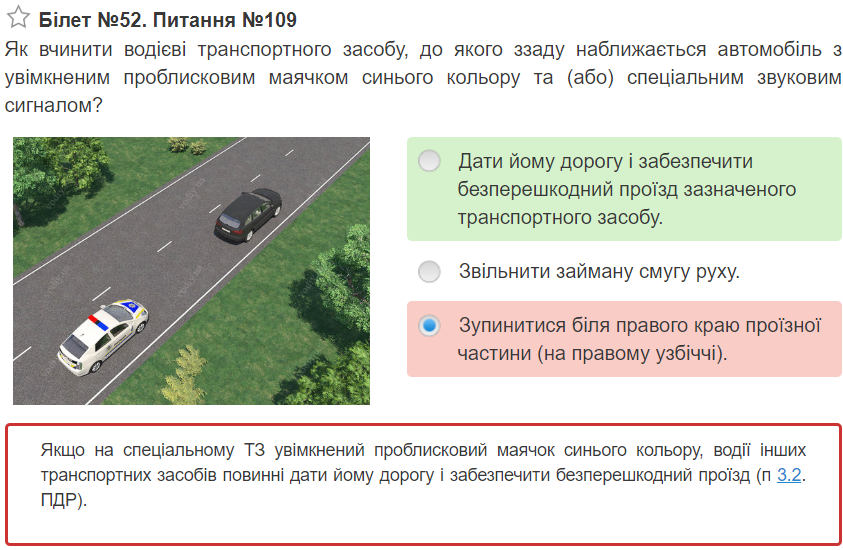 Білет №52. Питання №109
Як вчинити водієві транспортного засобу, до якого ззаду наближається автомобіль з
увімкненим проблисковим маячком синього кольору та (або) спеціальним звуковим
сигналом?
Дати йому дорогу і забезпечити
безперешкодний проїзд зазначеного
транспортного засобу.
Звільнити займану смугу руху.
Зупинитися біля правого краю проїзної
частини (на правому узбіччі).
Якщо на спеціальному ТЗ увімкнений проблисковий маячок синього кольору, водії інших
транспортних засобів повинні дати йому дорогу і забезпечити безперешкодний проїзд (п 3.2.
ПДР).